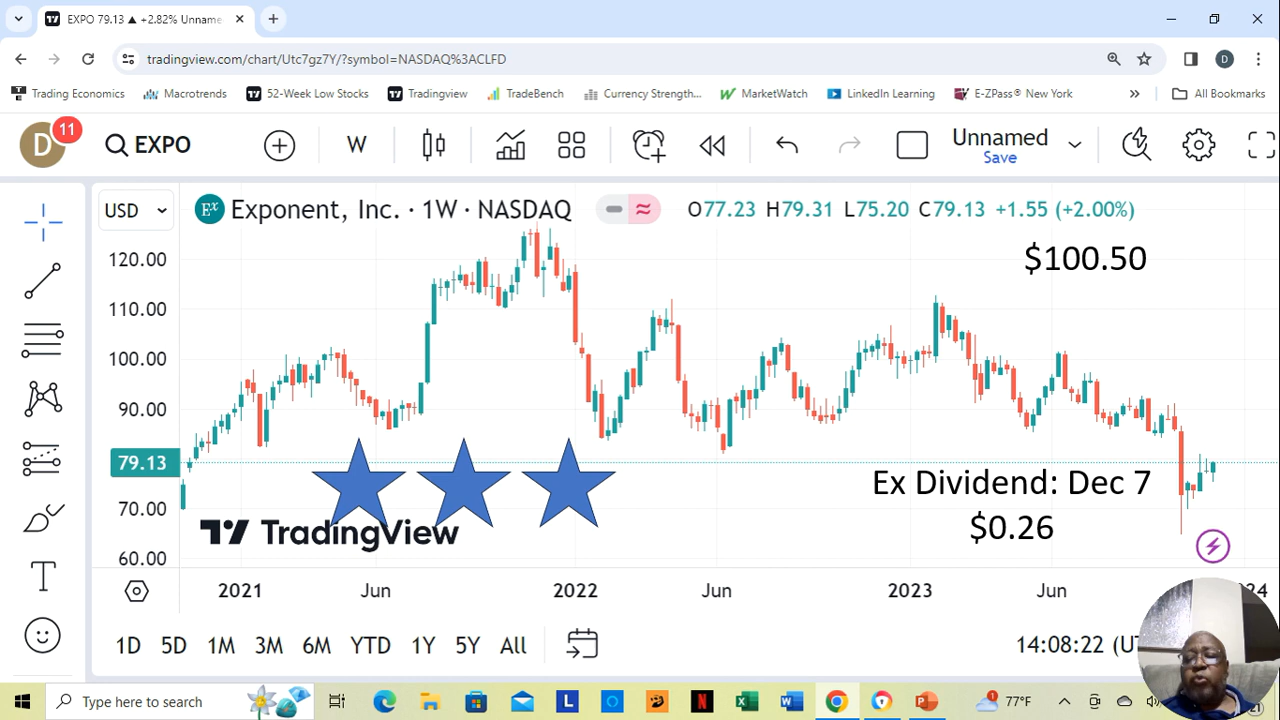 EXPO 79.13 ▲ +2.82% Unname
tradingview.com/chart/Utc7gz7Y/?symbol=NASDAQ%3ACLFD
D
Trading Economics
Macrotrends
52-Week Low Stocks
Tradingview
TradeBench
Currency Strength...
MarketWatch
LinkedIn Learning
E-ZPass® New York
All Bookmarks
D
11
EXPO
W
Unnamed
Save
USD
Ex Exponent, Inc. · 1W · NASDAQ
O77.23 H79.31 L75.20 C79.13 +1.55 (+2.00%)
$100.50
120.00
110.00
100.00
90.00
79.13
70.00
60.00
Ex Dividend: Dec 7
$0.26
TradingView
2021
Jun
2022
Jun
2023
Jun
1D 5D 1M 3M 6M YTD 1Y 5Y All
14:08:22
Type here to search
L
77°F